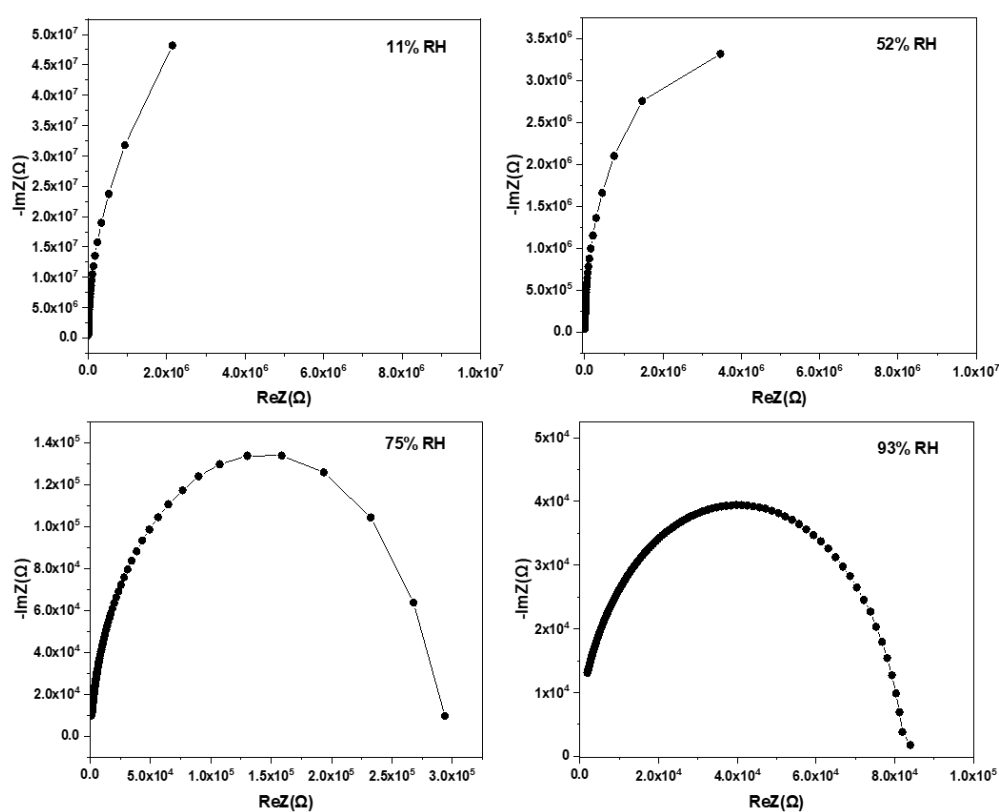 11% RH
-ImZ(Ω)
5.0x10⁷
4.5x10⁷
4.0x10⁷
3.5x10⁷
3.0x10⁷
2.5x10⁷
2.0x10⁷
1.5x10⁷
1.0x10⁷
5.0x10⁶
0.0
0.0 2.0x10⁶ 4.0x10⁶ 6.0x10⁶ 8.0x10⁶ 1.0x10⁷
ReZ(Ω)
52% RH
-ImZ(Ω)
3.5x10⁶
3.0x10⁶
2.5x10⁶
2.0x10⁶
1.5x10⁶
1.0x10⁶
5.0x10⁵
0.0
0.0 2.0x10⁶ 4.0x10⁶ 6.0x10⁶ 8.0x10⁶ 1.0x10⁷
ReZ(Ω)
75% RH
-ImZ(Ω)
1.4x10⁵
1.2x10⁵
1.0x10⁵
8.0x10⁴
6.0x10⁴
4.0x10⁴
2.0x10⁴
0.0
0.0 5.0x10⁴ 1.0x10⁵ 1.5x10⁵ 2.0x10⁵ 2.5x10⁵ 3.0x10⁵
ReZ(Ω)
93% RH
-ImZ(Ω)
5x10⁴
4x10⁴
3x10⁴
2x10⁴
1x10⁴
0
0.0 2.0x10⁴ 4.0x10⁴ 6.0x10⁴ 8.0x10⁴ 1.0x10⁵
ReZ(Ω)